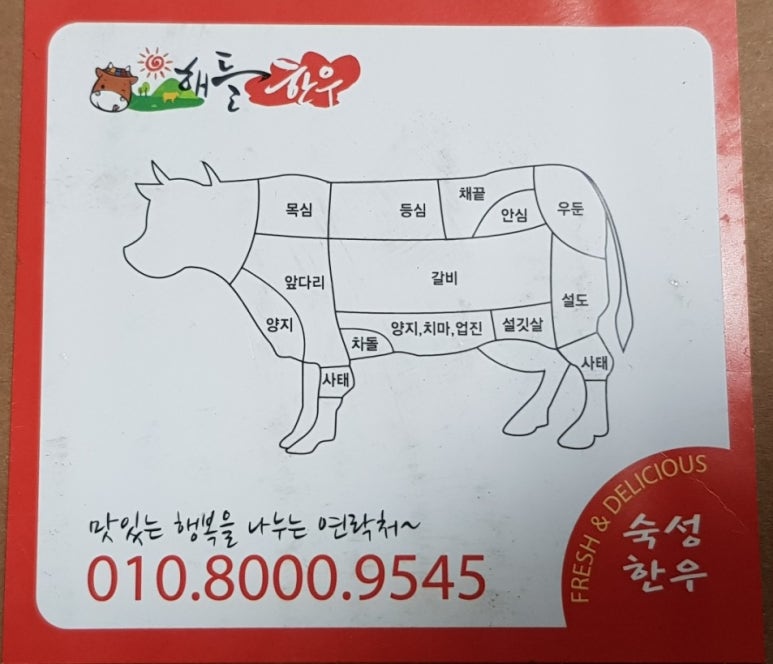 해들 한우
목심
등심
채끝
안심
우둔
앞다리
갈비
설도
양지
차돌
양지,치마,업진
설깃살
사태
사태
맛있는 행복을 나누는 연락처~
010.8000.9545
FRESH & DELICIOUS
숙성
한우